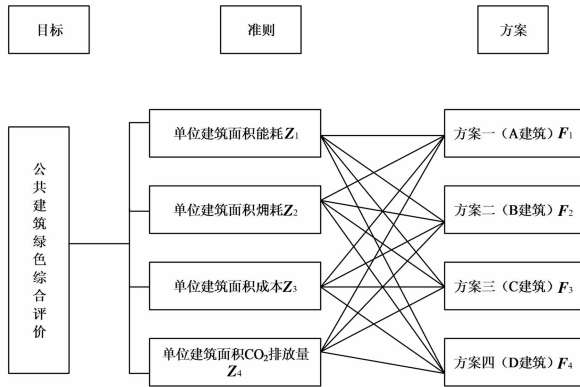 目标
准则
方案
公共建筑绿色综合评价
单位建筑面积能耗Z1
单位建筑面积㶲耗Z2
单位建筑面积成本Z3
单位建筑面积CO2排放量
Z4
方案一（A建筑）F1
方案二（B建筑）F2
方案三（C建筑）F3
方案四（D建筑）F4